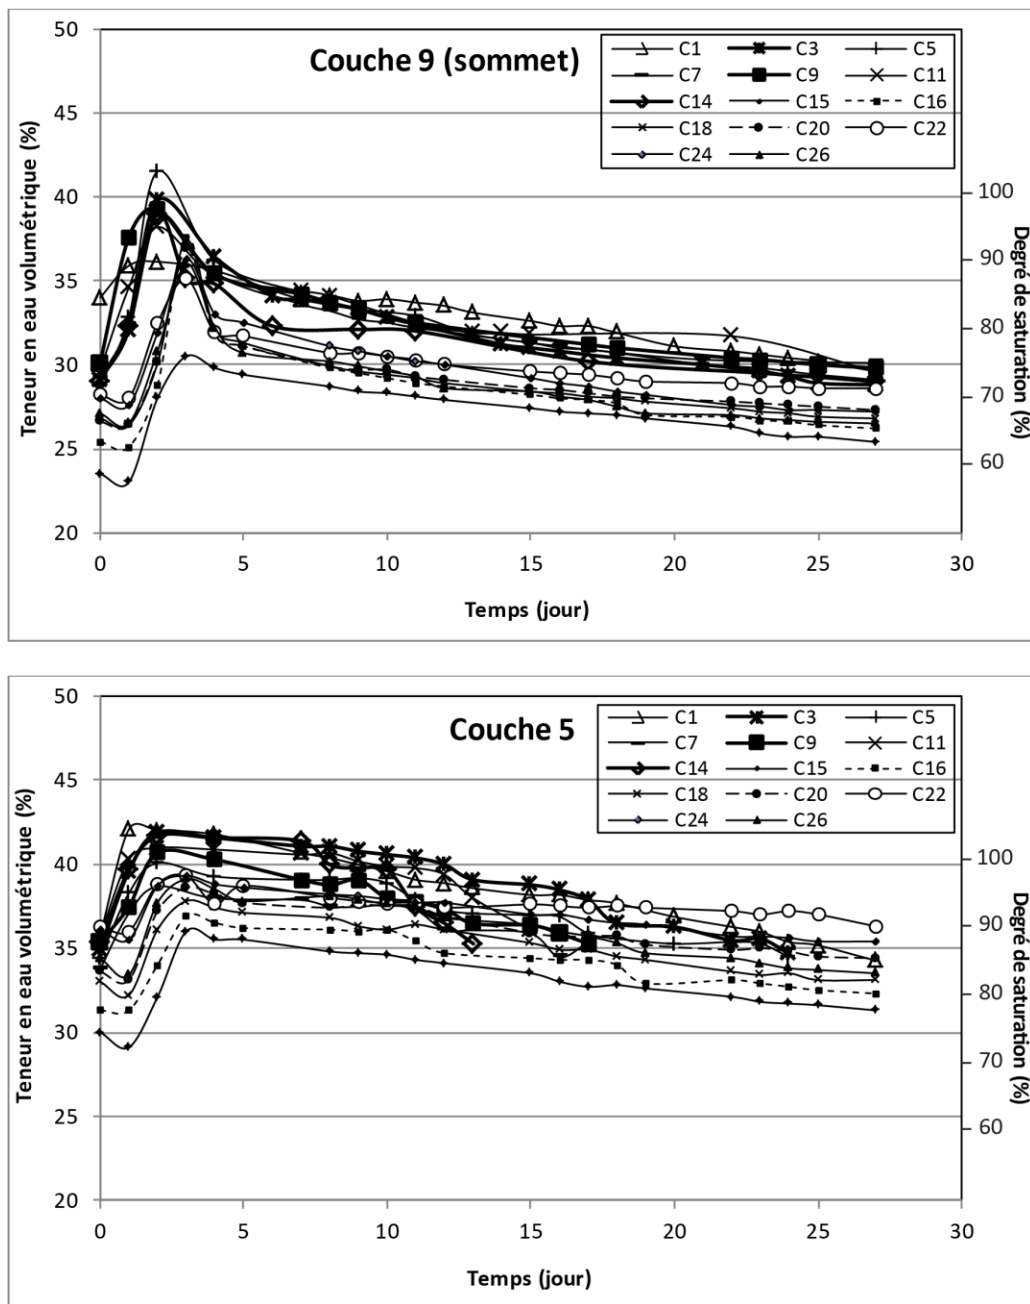 Couche 9 (sommet)
C1 C3 C5
C7 C9 C11
C14 C15 C16
C18 C20 C22
C24 C26
Teneur en eau volumétrique (%)
50
45
40
35
30
25
20
0 5 10 15 20 25 30
Temps (jour)
100
90
80
70
60
Degré de saturation (%)
Couche 5
C1 C3 C5
C7 C9 C11
C14 C15 C16
C18 C20 C22
C24 C26
Teneur en eau volumétrique (%)
50
45
40
35
30
25
20
0 5 10 15 20 25 30
Temps (jour)
100
90
80
70
60
Degré de saturation (%)